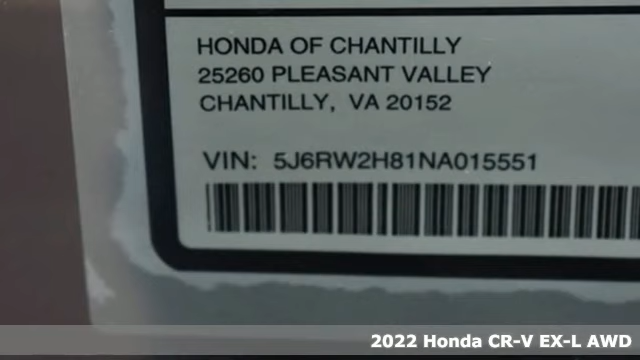 HONDA OF CHANTILLY
25260 PLEASANT VALLEY
CHANTILLY, VA 20152
VIN: 5J6RW2H81NA015551
2022 Honda CR-V EX-L AWD